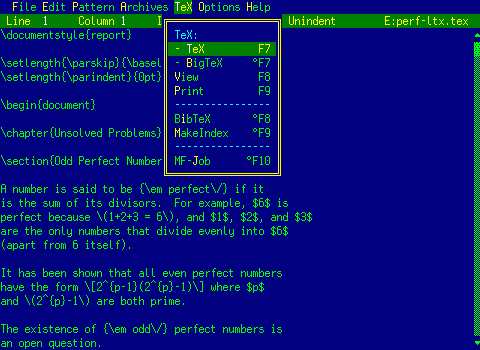 File Edit Pattern Archives TeX Options Help
Line 1 Column 1 I Unindent E:perf-ltx.tex
\documentstyle{report}
TeX:
- TeX F7
\setlength{\parskip}{\basel
- BigTeX °F7
\setlength{\parindent}{0pt}
View F8
Print F9
\begin{document}
----------------
BibTeX °F8
\chapter{Unsolved Problems}
MakeIndex °F9
----------------
\section{Odd Perfect Number
MF-Job °F10
A number is said to be {\em perfect\/} if it
is the sum of its divisors. For example, $6$ is
perfect because \(1+2+3 = 6\), and $1$, $2$, and $3$
are the only numbers that divide evenly into $6$
(apart from 6 itself).
It has been shown that all even perfect numbers
have the form \[2^{p-1}(2^{p}-1)\] where $p$
and \(2^{p}-1\) are both prime.
The existence of {\em odd\/} perfect numbers is
an open question.